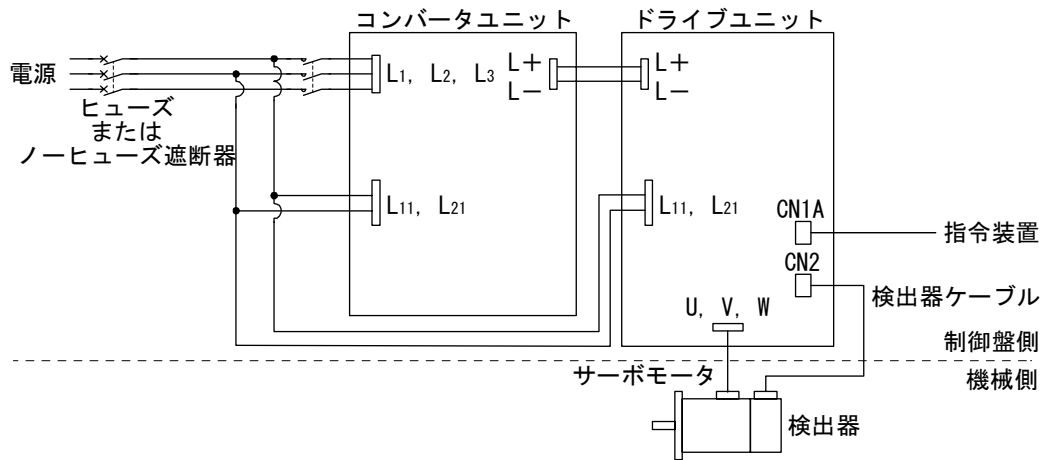 コンバータユニット
ドライブユニット
電源
L1, L2, L3
L+
L−
L+
L−
ヒューズ
または
ノーヒューズ遮断器
L11, L21
L11, L21
CN1A
指令装置
CN2
検出器ケーブル
U, V, W
制御盤側
サーボモータ
機械側
検出器